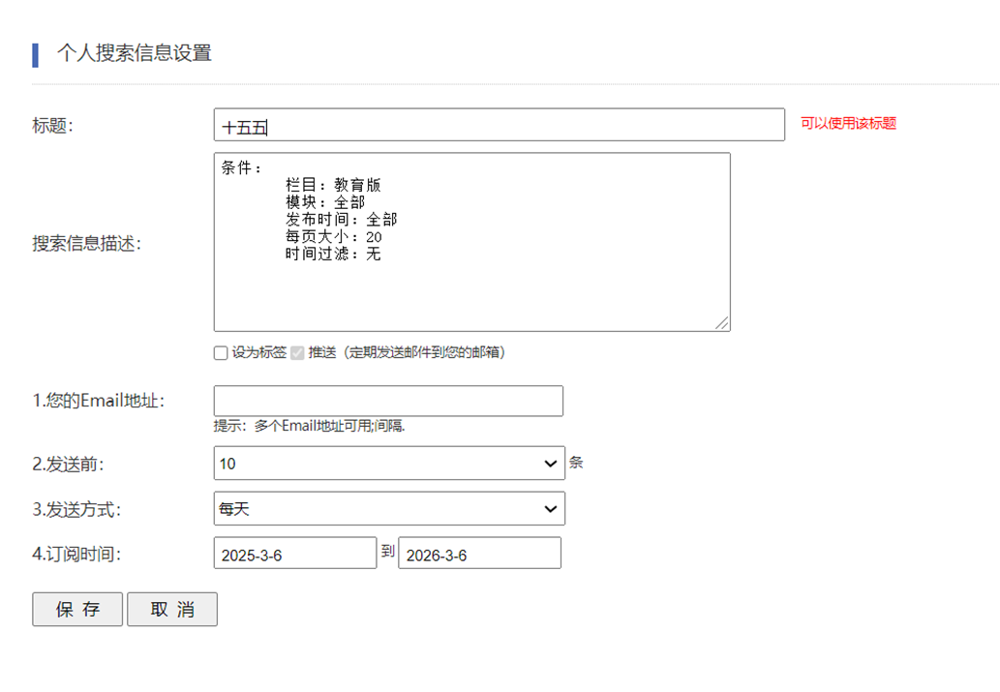 个人搜索信息设置
标题： 十五五 可以使用该标题
搜索信息描述： 条件：
栏目：教育版
模块：全部
发布时间：全部
每页大小：20
时间过滤：无
设为标签 推送（定期发送邮件到您的邮箱）
1.您的Email地址：
提示：多个Email地址可用;间隔.
2.发送前： 10 条
3.发送方式： 每天
4.订阅时间： 2025-3-6 到 2026-3-6
保 存 取 消